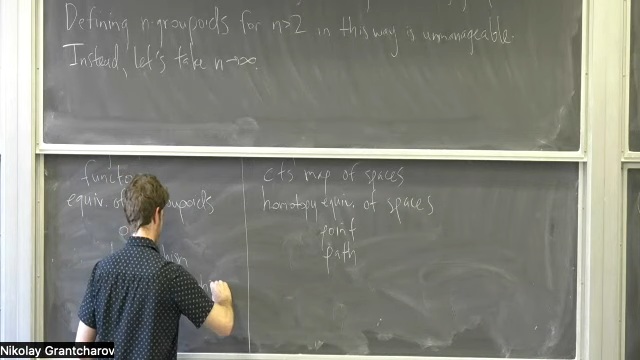 Defining n-groupoids for n>2 in this way is unmanageable.
Instead, let's take n→∞.
functo
cts map of spaces
equiv. of groupoids
homotopy equiv. of spaces
point
path
Nikolay Grantcharov